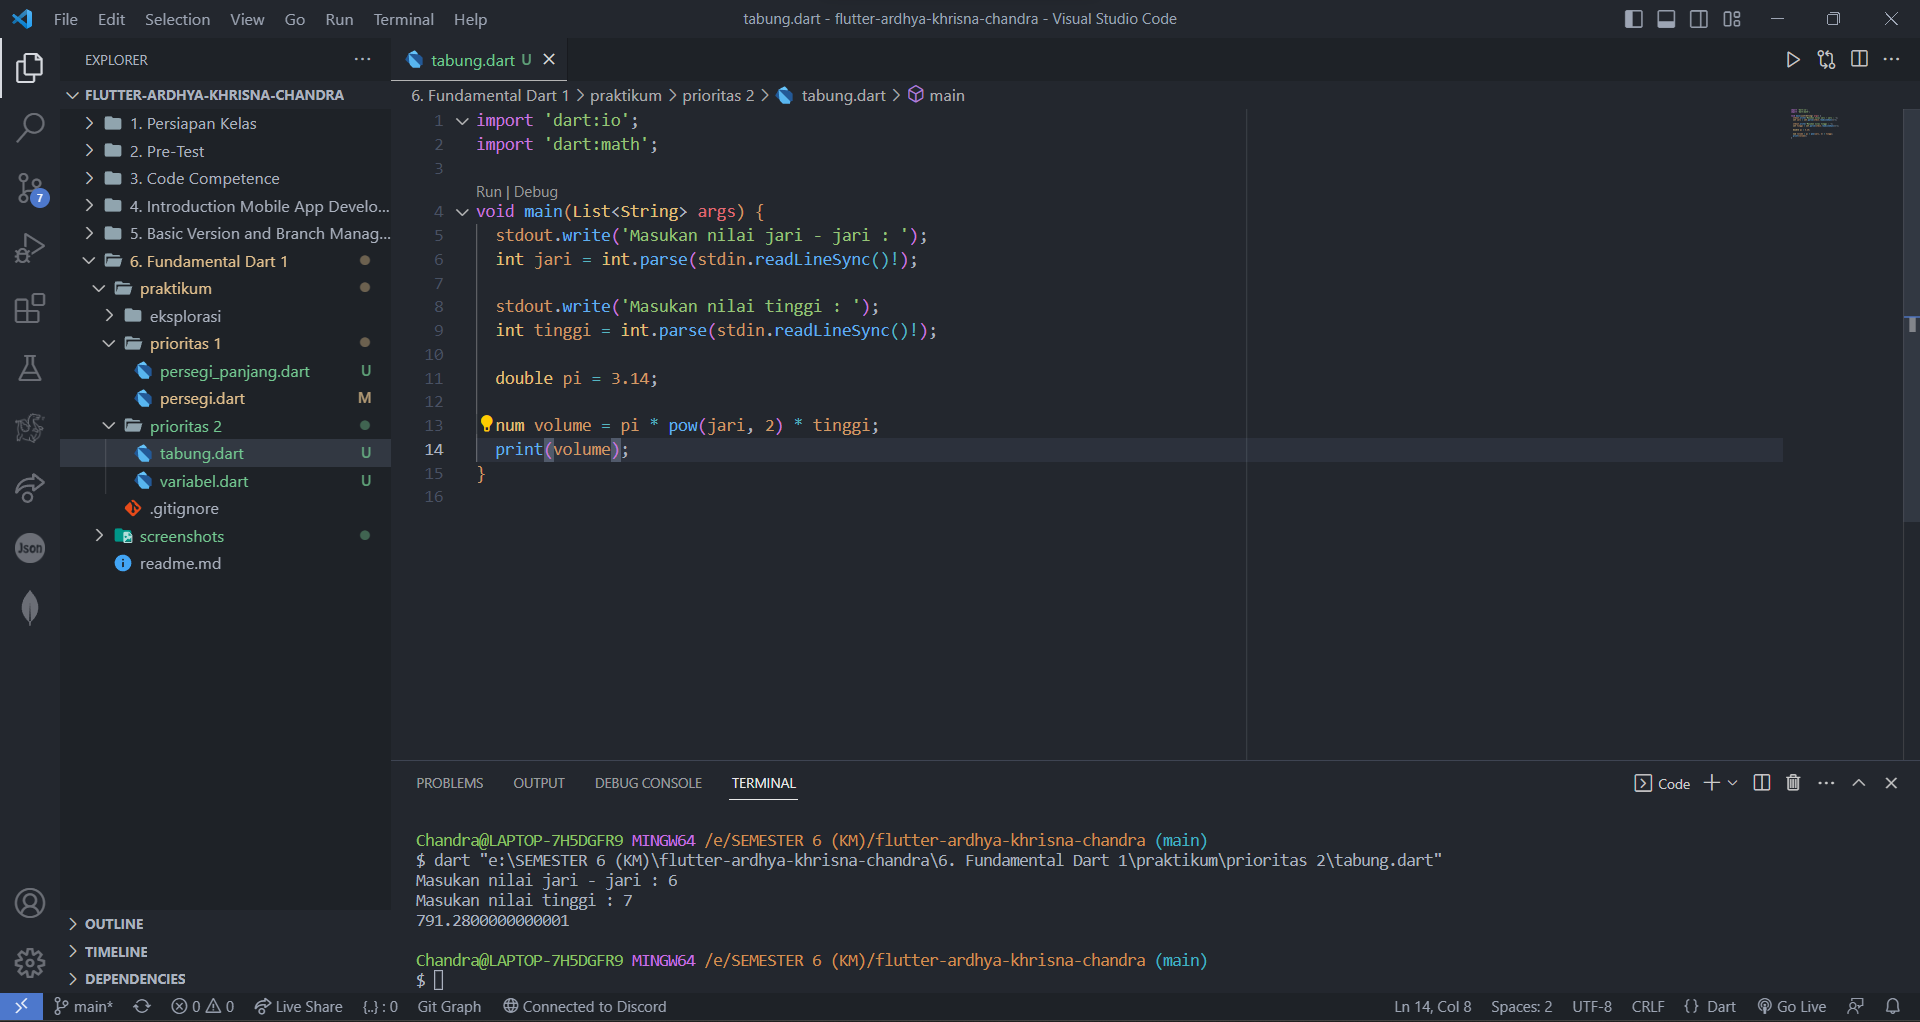 File Edit Selection View Go Run Terminal Help
tabung.dart - flutter-ardhya-khrisna-chandra - Visual Studio Code
EXPLORER
FLUTTER-ARDHYA-KHRISNA-CHANDRA
1. Persiapan Kelas
2. Pre-Test
3. Code Competence
4. Introduction Mobile App Develo...
5. Basic Version and Branch Manag...
6. Fundamental Dart 1
praktikum
eksplorasi
prioritas 1
persegi_panjang.dart U
persegi.dart M
prioritas 2
tabung.dart U
variabel.dart U
.gitignore
screenshots
readme.md
OUTLINE
TIMELINE
DEPENDENCIES
7
Json
tabung.dart U
6. Fundamental Dart 1 > praktikum > prioritas 2 > tabung.dart > main
1 import 'dart:io';
2 import 'dart:math';
3
Run | Debug
4 void main(List<String> args) {
5 stdout.write('Masukan nilai jari - jari : ');
6 int jari = int.parse(stdin.readLineSync()!);
7
8 stdout.write('Masukan nilai tinggi : ');
9 int tinggi = int.parse(stdin.readLineSync()!);
10
11 double pi = 3.14;
12
13 num volume = pi * pow(jari, 2) * tinggi;
14 print(volume);
15 }
16
PROBLEMS OUTPUT DEBUG CONSOLE TERMINAL
Code
Chandra@LAPTOP-7H5DGFR9 MINGW64 /e/SEMESTER 6 (KM)/flutter-ardhya-khrisna-chandra (main)
$ dart "e:\SEMESTER 6 (KM)\flutter-ardhya-khrisna-chandra\6. Fundamental Dart 1\praktikum\prioritas 2\tabung.dart"
Masukan nilai jari - jari : 6
Masukan nilai tinggi : 7
791.2800000000001
Chandra@LAPTOP-7H5DGFR9 MINGW64 /e/SEMESTER 6 (KM)/flutter-ardhya-khrisna-chandra (main)
$
main* 0 0 Live Share {..} : 0 Git Graph Connected to Discord
Ln 14, Col 8 Spaces: 2 UTF-8 CRLF {} Dart Go Live